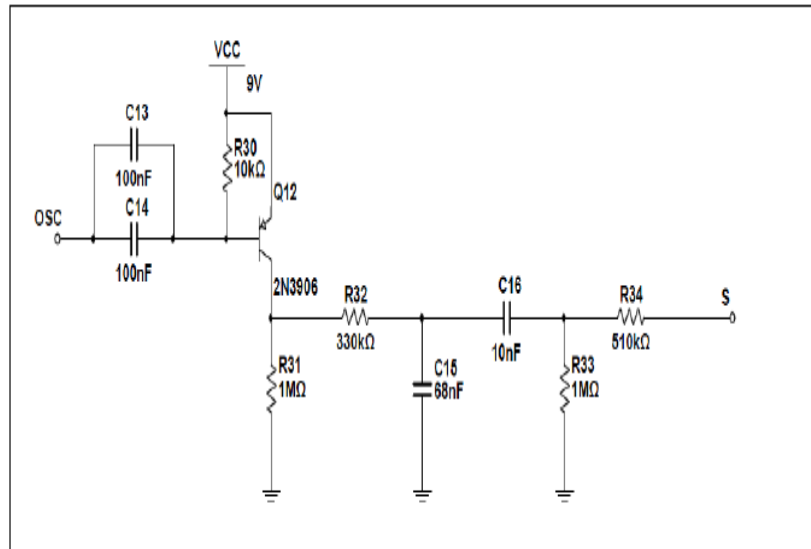 VCC
9V
C13
100nF
R30
10kΩ
C14
100nF
OSC
Q12
2N3906
R32
330kΩ
C16
10nF
R34
510kΩ
S
R31
1MΩ
C15
68nF
R33
1MΩ